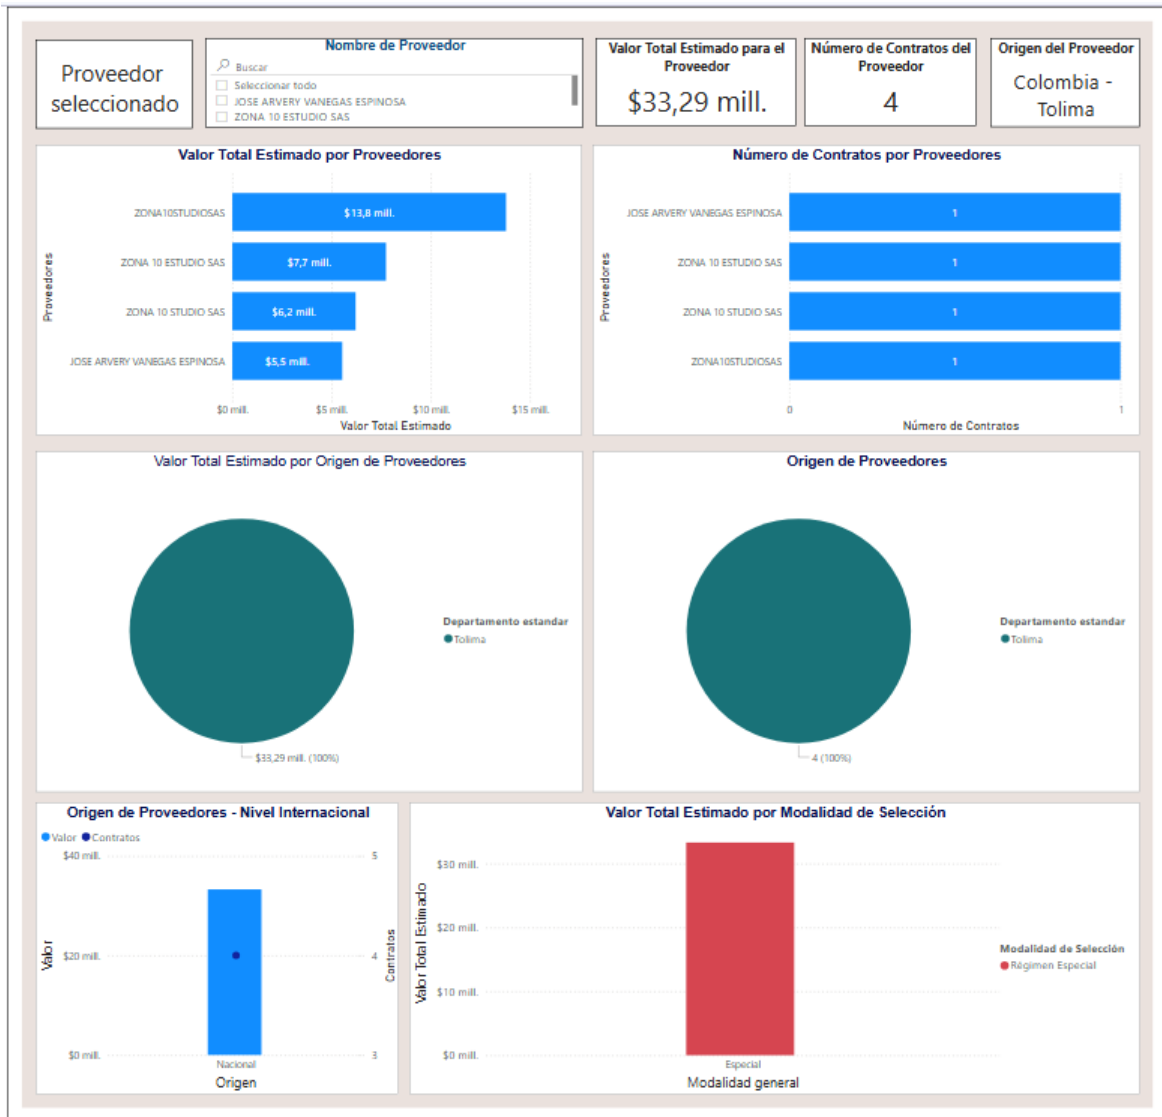 Proveedor
seleccionado
Nombre de Proveedor
Buscar
Seleccionar todo
JOSE ARVERY VANEGAS ESPINOSA
ZONA 10 ESTUDIO SAS
Valor Total Estimado para el
Proveedor
$33,29 mill.
Número de Contratos del
Proveedor
4
Origen del Proveedor
Colombia -
Tolima
Valor Total Estimado por Proveedores
Proveedores
ZONA10STUDIOSAS
$13,8 mill.
ZONA 10 ESTUDIO SAS
$7,7 mill.
ZONA 10 STUDIO SAS
$6,2 mill.
JOSE ARVERY VANEGAS ESPINOSA
$5,5 mill.
$0 mill. $5 mill. $10 mill. $15 mill.
Valor Total Estimado
Número de Contratos por Proveedores
Proveedores
JOSE ARVERY VANEGAS ESPINOSA
1
ZONA 10 ESTUDIO SAS
1
ZONA 10 STUDIO SAS
1
ZONA10STUDIOSAS
1
0 1
Número de Contratos
Valor Total Estimado por Origen de Proveedores
Departamento estandar
Tolima
$33,29 mill. (100%)
Origen de Proveedores
Departamento estandar
Tolima
4 (100%)
Origen de Proveedores - Nivel Internacional
Valor Contratos
$40 mill. 5
$20 mill. 4
$0 mill. 3
Valor
Contratos
Nacional
Origen
Valor Total Estimado por Modalidad de Selección
Valor Total Estimado
$30 mill.
$20 mill.
$10 mill.
$0 mill.
Especial
Modalidad general
Modalidad de Selección
Régimen Especial